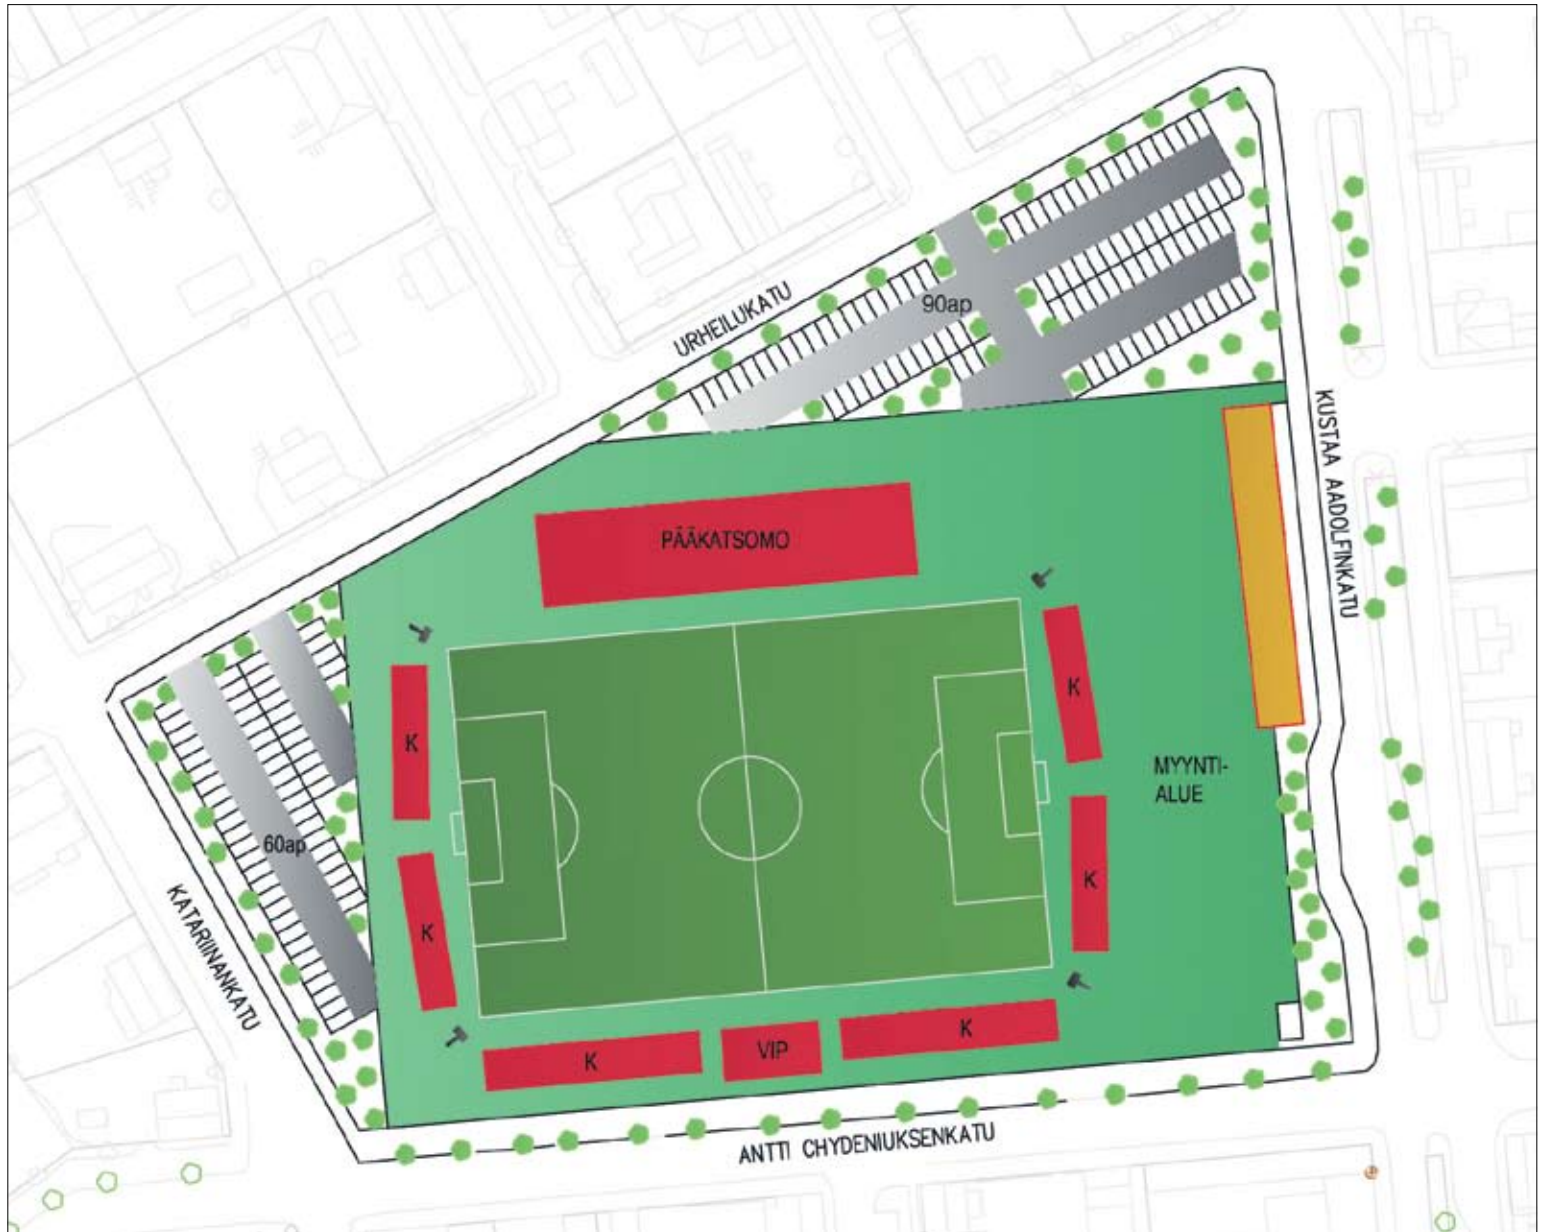 URHEILUKATU
90ap
KUSTAA AADOLFINKATU
PÄÄKATSOMO
K
K
K
K
MYYNTI-
ALUE
60ap
KATARIINANKATU
K
VIP
K
ANTTI CHYDENIUKSENKATU